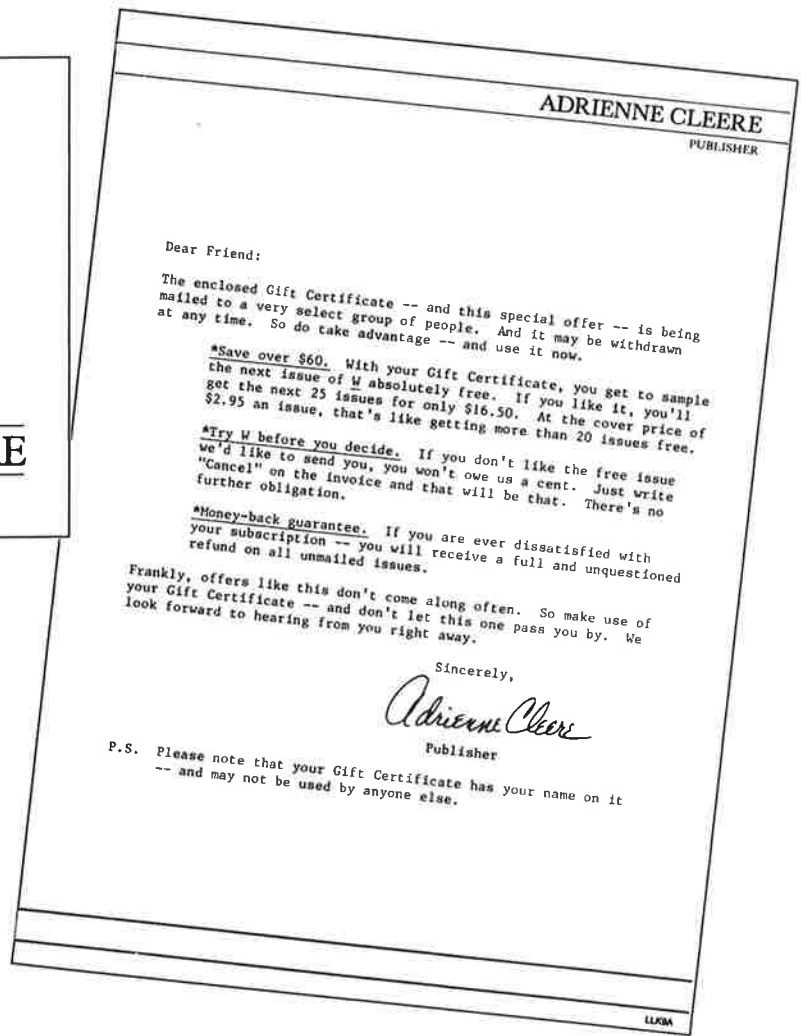 E
ADRIENNE CLEERE
PUBLISHER
Dear Friend:
The enclosed Gift Certificate -- and this special offer -- is being
mailed to a very select group of people. And it may be withdrawn
at any time. So do take advantage -- and use it now.
*Save over $60. With your Gift Certificate, you get to sample
the next issue of W absolutely free. If you like it, you'll
get the next 25 issues for only $16.50. At the cover price of
$2.95 an issue, that's like getting more than 20 issues free.
*Try W before you decide. If you don't like the free issue
we'd like to send you, you won't owe us a cent. Just write
"Cancel" on the invoice and that will be that. There's no
further obligation.
*Money-back guarantee. If you are ever dissatisfied with
your subscription -- you will receive a full and unquestioned
refund on all unmailed issues.
Frankly, offers like this don't come along often. So make use of
your Gift Certificate -- and don't let this one pass you by. We
look forward to hearing from you right away.
Sincerely,
Adrienne Cleere
Publisher
P.S. Please note that your Gift Certificate has your name on it
-- and may not be used by anyone else.